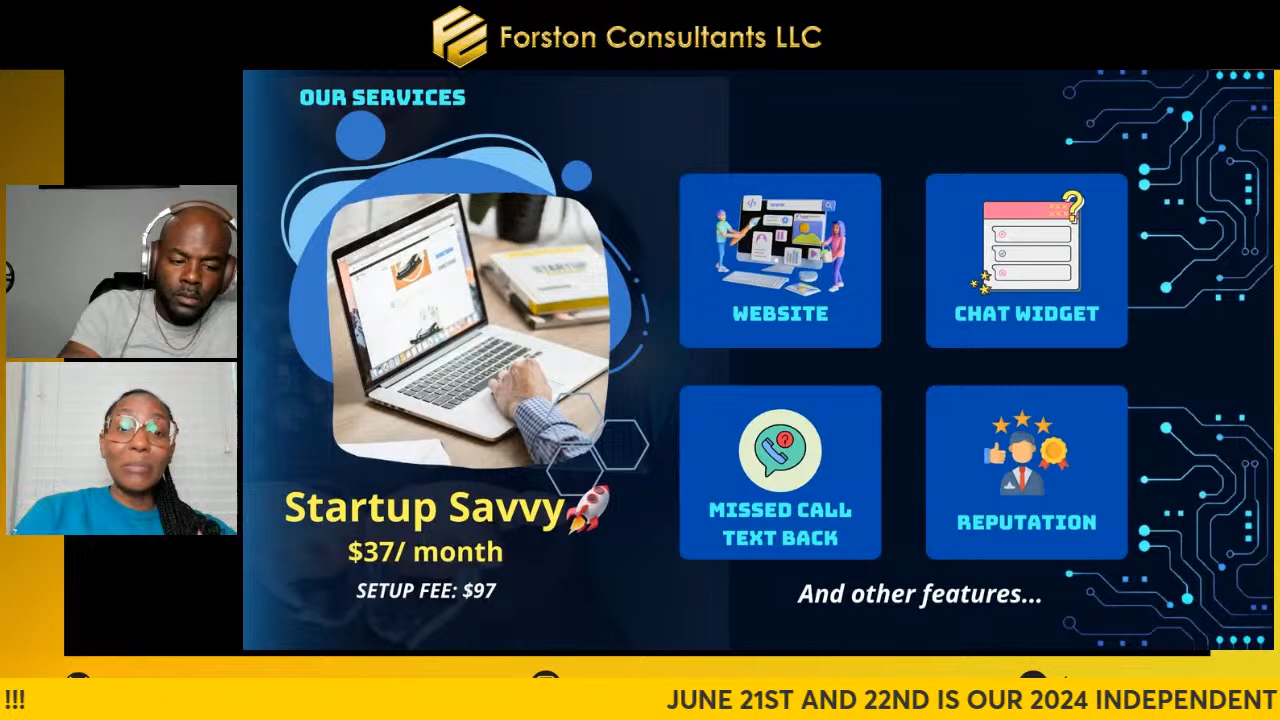 Forston Consultants LLC
OUR SERVICES
WEBSITE
CHAT WIDGET
MISSED CALL
TEXT BACK
REPUTATION
Startup Savvy
$37/ month
SETUP FEE: $97
And other features...
!!! JUNE 21ST AND 22ND IS OUR 2024 INDEPENDENT